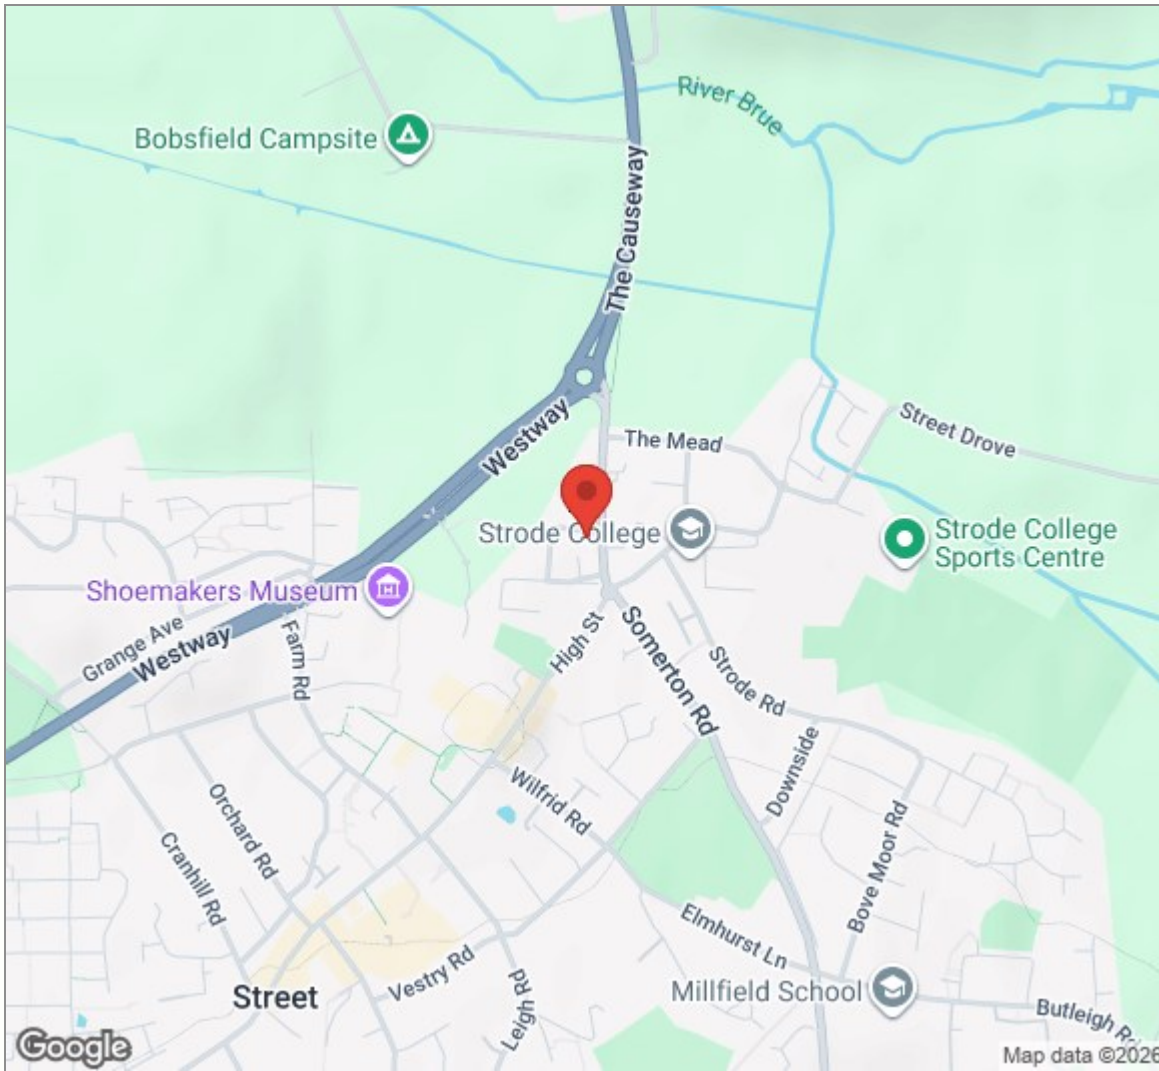 River Brue
Bobsfield Campsite
The Causeway
Westway
The Mead
Street Drove
Strode College
Strode College
Sports Centre
Shoemakers Museum
Grange Ave
Westway
Farm Rd
High St
Somerton Rd
Strode Rd
Downside
Wilfrid Rd
Orchard Rd
Cranhill Rd
Bove Moor Rd
Elmhurst Ln
Vestry Rd
Leigh Rd
Street
Millfield School
Butleigh Rd
Google
Map data ©2026